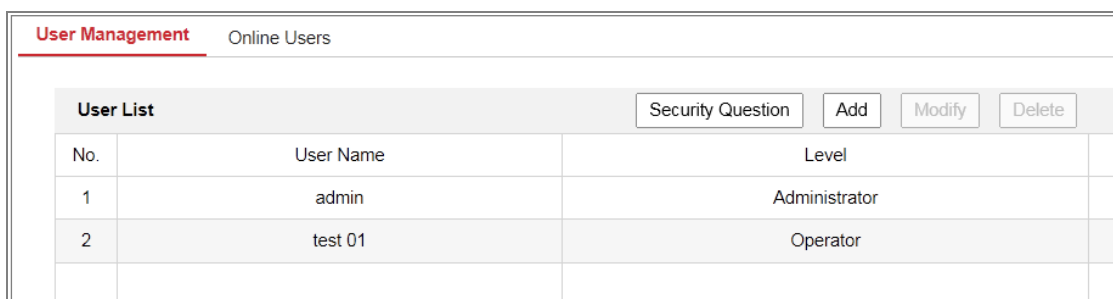 User Management Online Users
User List Security Question Add Modify Delete
No. User Name Level
1 admin Administrator
2 test 01 Operator